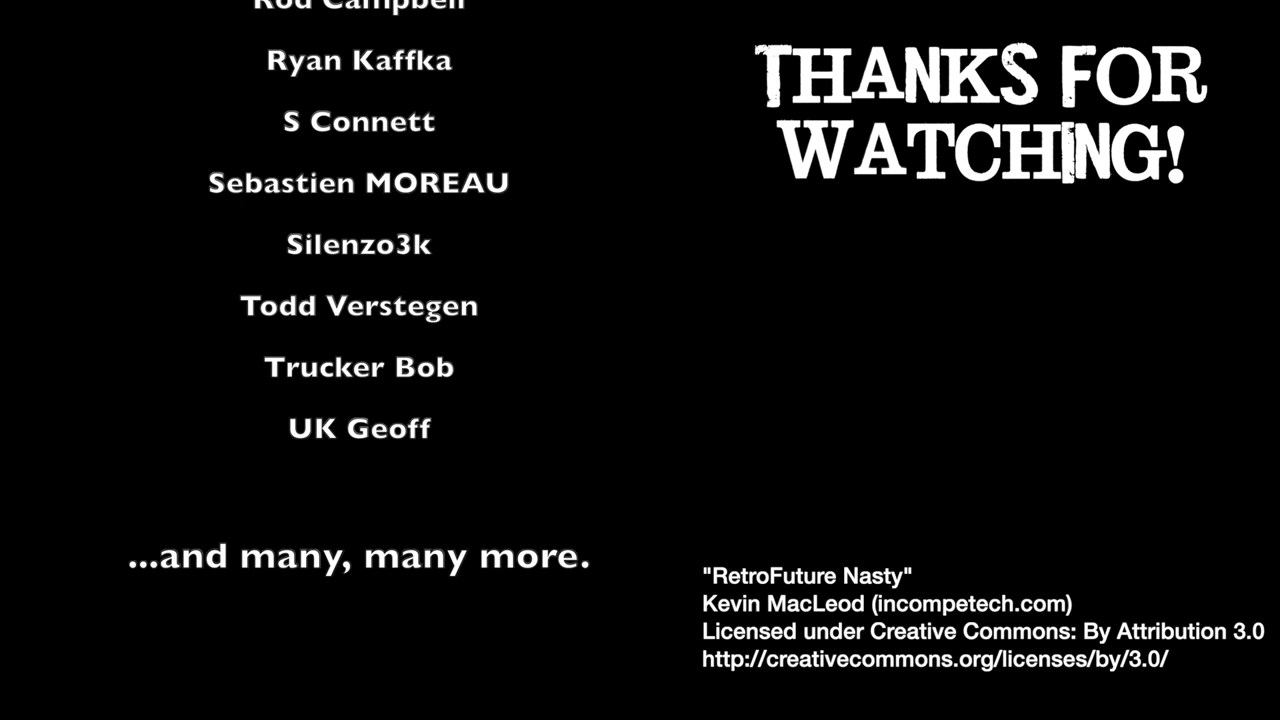 Rod Campbell
Ryan Kaffka
S Connett
Sebastien MOREAU
Silenzo3k
Todd Verstegen
Trucker Bob
UK Geoff
...and many, many more.
THANKS FOR
WATCHING!
"RetroFuture Nasty"
Kevin MacLeod (incompetech.com)
Licensed under Creative Commons: By Attribution 3.0
http://creativecommons.org/licenses/by/3.0/